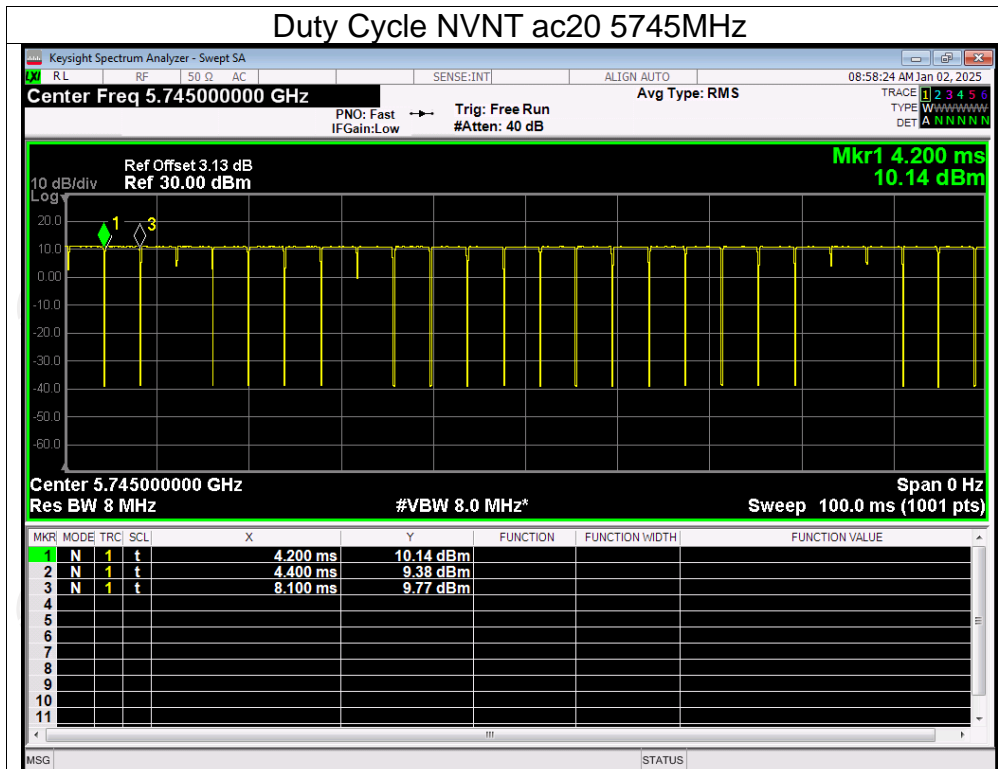 Duty Cycle NVNT ac20 5745MHz
Keysight Spectrum Analyzer - Swept SA
LXI RL RF 50 Ω AC SENSE:INT ALIGN AUTO 08:58:24 AM Jan 02, 2025
Center Freq 5.745000000 GHz
PNO: Fast
IFGain:Low
Trig: Free Run
#Atten: 40 dB
Avg Type: RMS
TRACE 1 2 3 4 5 6
TYPE WWWWWWW
DET A N N N N N
Mkr1 4.200 ms
10.14 dBm
Ref Offset 3.13 dB
10 dB/div Ref 30.00 dBm
Log
1 3
20.0
10.0
0.00
-10.0
-20.0
-30.0
-40.0
-50.0
-60.0
Center 5.745000000 GHz Span 0 Hz
Res BW 8 MHz #VBW 8.0 MHz* Sweep 100.0 ms (1001 pts)
MKR MODE TRC SCL X Y FUNCTION FUNCTION WIDTH FUNCTION VALUE
1 N 1 t 4.200 ms 10.14 dBm
2 N 1 t 4.400 ms 9.38 dBm
3 N 1 t 8.100 ms 9.77 dBm
4
5
6
7
8
9
10
11
MSG STATUS